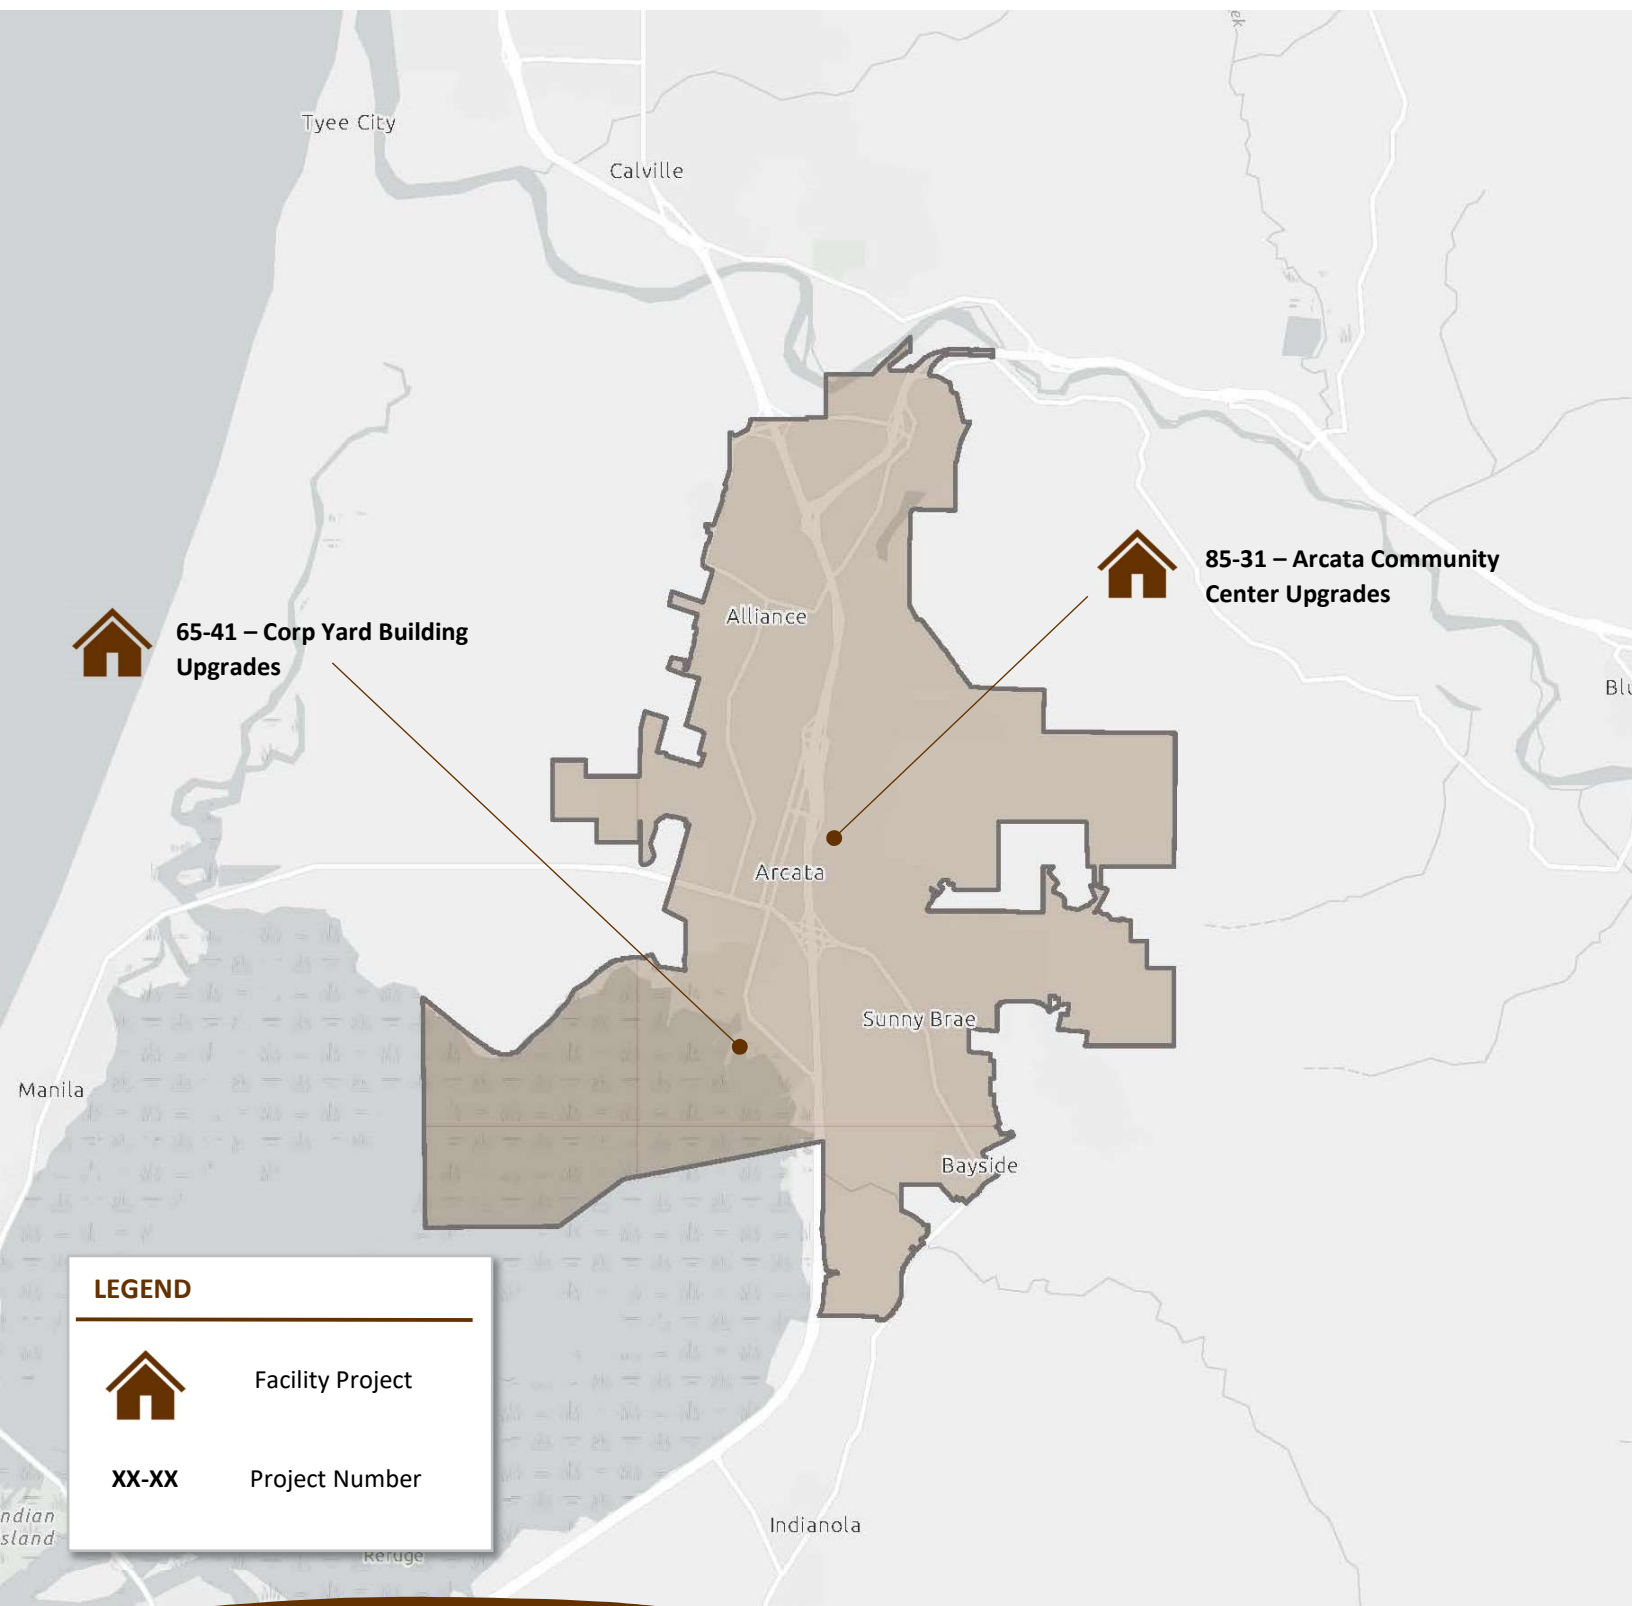 Tyee City
Calville
85-31 – Arcata Community
Center Upgrades
Alliance
65-41 – Corp Yard Building
Upgrades
Arcata
Sunny Brae
Manila
Bayside
LEGEND
Facility Project
XX-XX Project Number
Indianola
Refuge